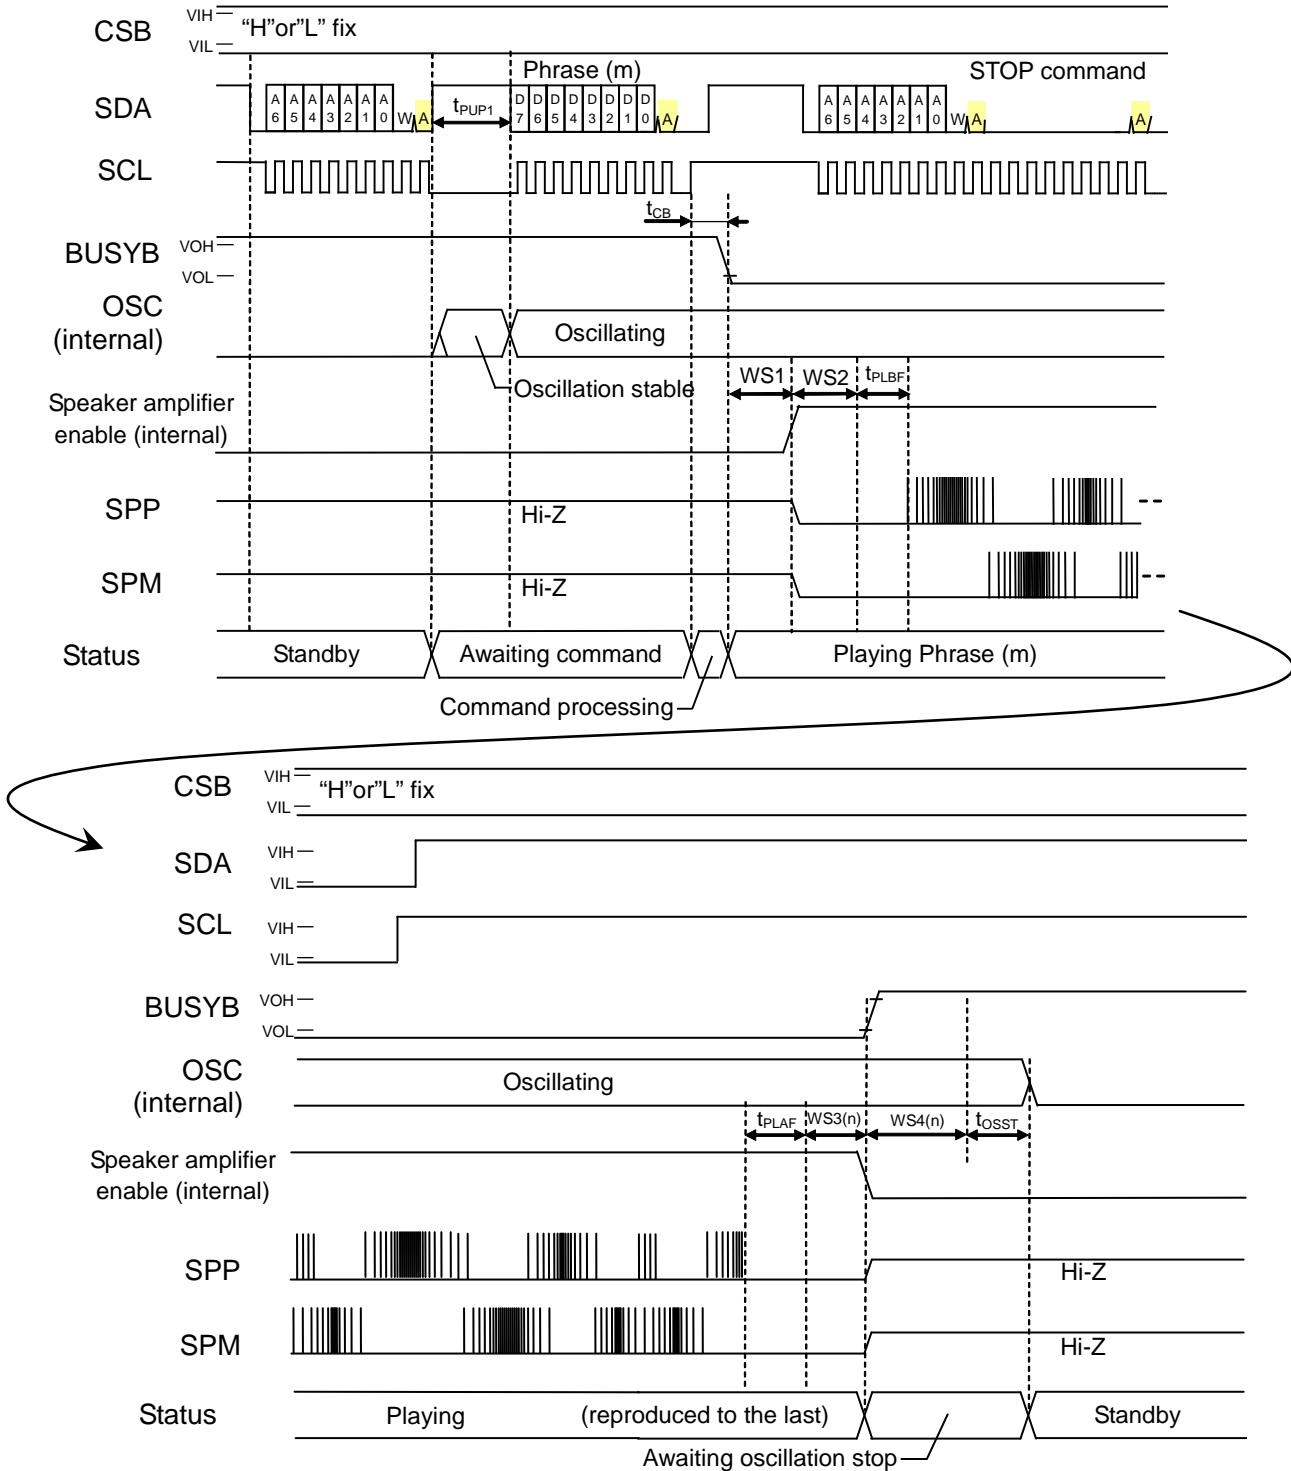 CSB VIH "H"or"L" fix
VIL
Phrase (m) STOP command
SDA A6 A5 A4 A3 A2 A1 A0 W A tPUP1 D7 D6 D5 D4 D3 D2 D1 D0 A A6 A5 A4 A3 A2 A1 A0 W A A
SCL
tCB
BUSYB VOH
VOL
OSC
(internal) Oscillating
WS1 WS2 tPLBF
Oscillation stable
Speaker amplifier
enable (internal)
SPP Hi-Z
SPM Hi-Z
Status Standby Awaiting command Playing Phrase (m)
Command processing
CSB VIH "H"or"L" fix
VIL
SDA VIH
VIL
SCL VIH
VIL
BUSYB VOH
VOL
OSC
(internal) Oscillating
tPLAF WS3(n) WS4(n) tOSST
Speaker amplifier
enable (internal)
SPP Hi-Z
SPM Hi-Z
Status Playing (reproduced to the last) Standby
Awaiting oscillation stop